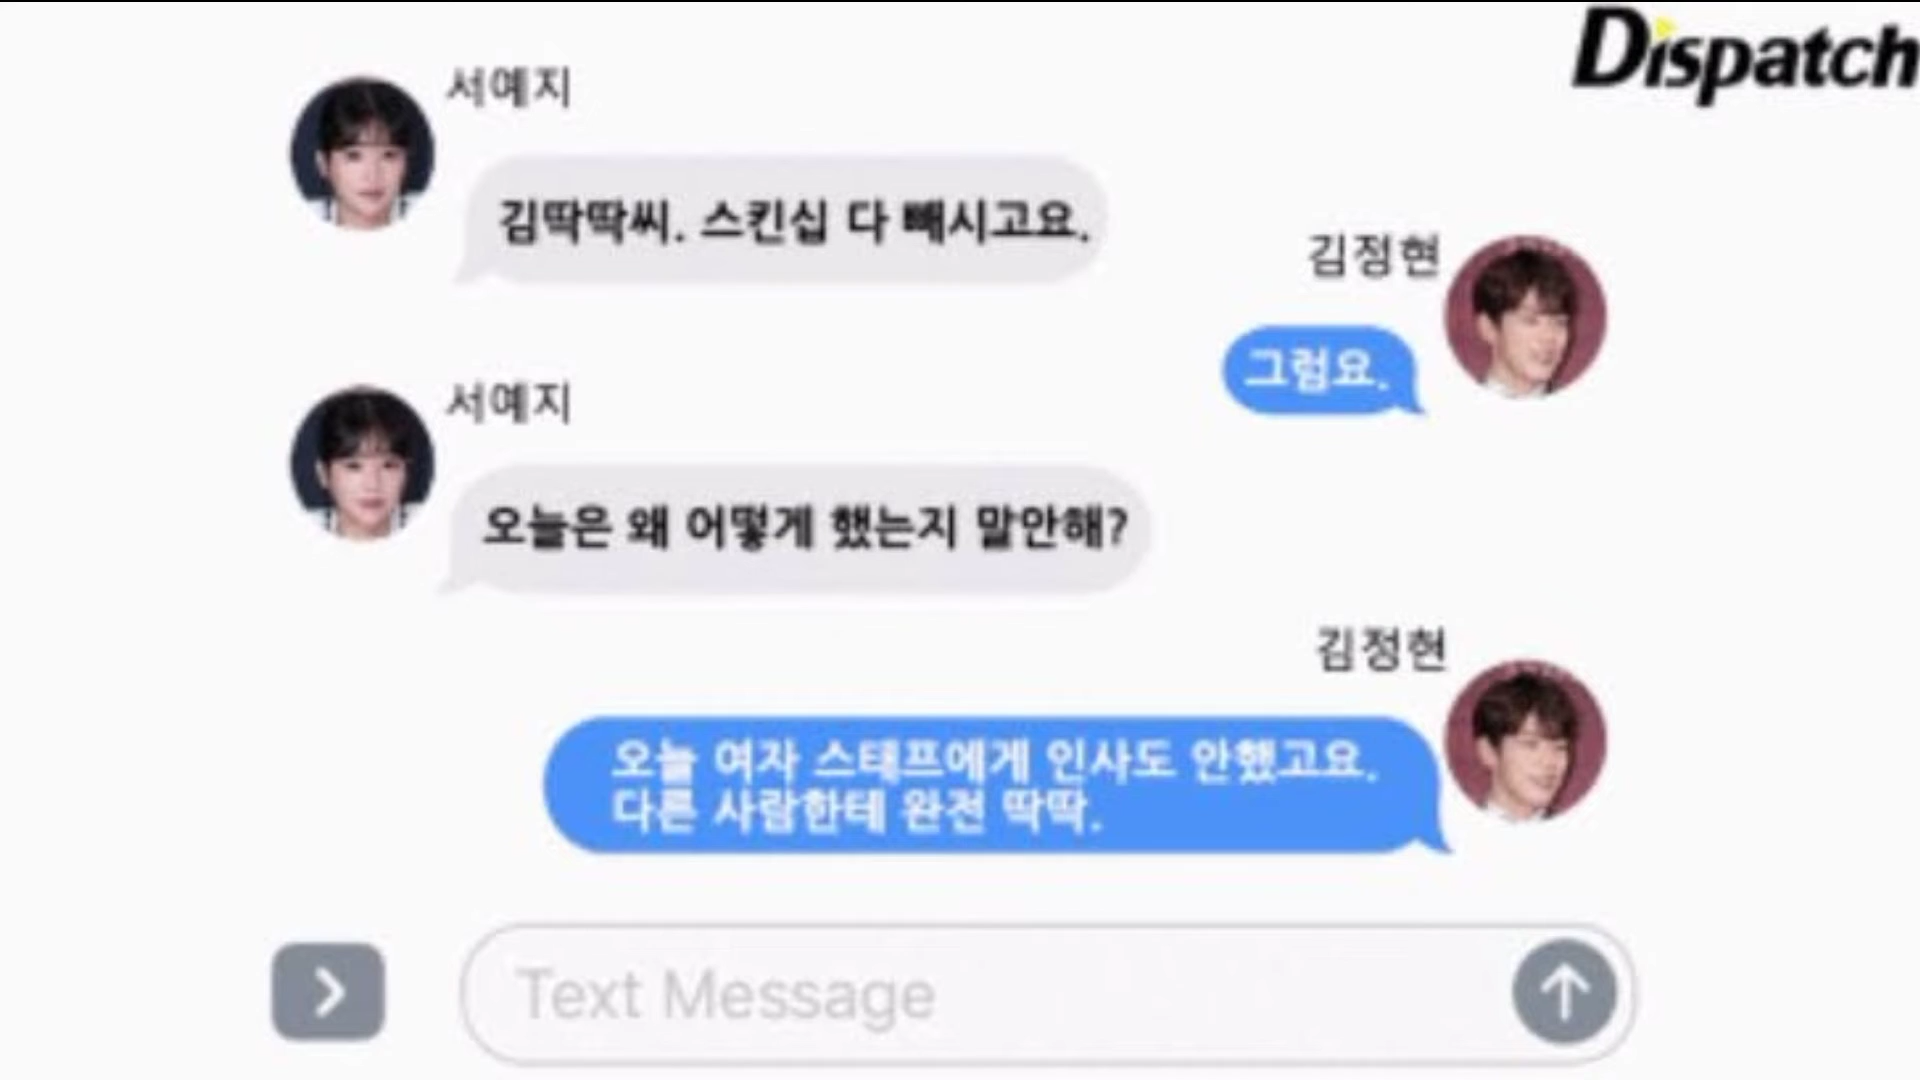 Dispatch
서예지
김딱딱씨. 스킨십 다 빼시고요.
김정현
그럼요.
서예지
오늘은 왜 어떻게 했는지 말안해?
김정현
오늘 여자 스태프에게 인사도 안했고요.
다른 사람한테 완전 딱딱.
Text Message